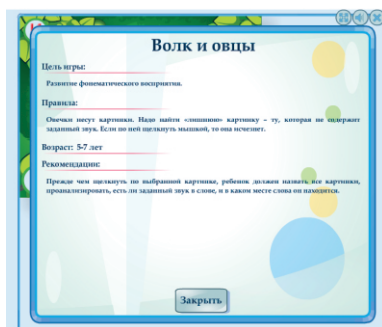 Волк и овцы
Цель игры:
Развитие фонематического восприятия.
Правила:
Овечки несут картинки. Надо найти «лишнюю» картинку – ту, которая не содержит
заданный звук. Если по ней щелкнуть мышкой, то она исчезнет.
Возраст: 5-7 лет
Рекомендации:
Прежде чем щелкнуть по выбранной картинке, ребенок должен назвать все картинки,
проанализировать, есть ли заданный звук в слове, и в каком месте слова он находится.
Закрыть